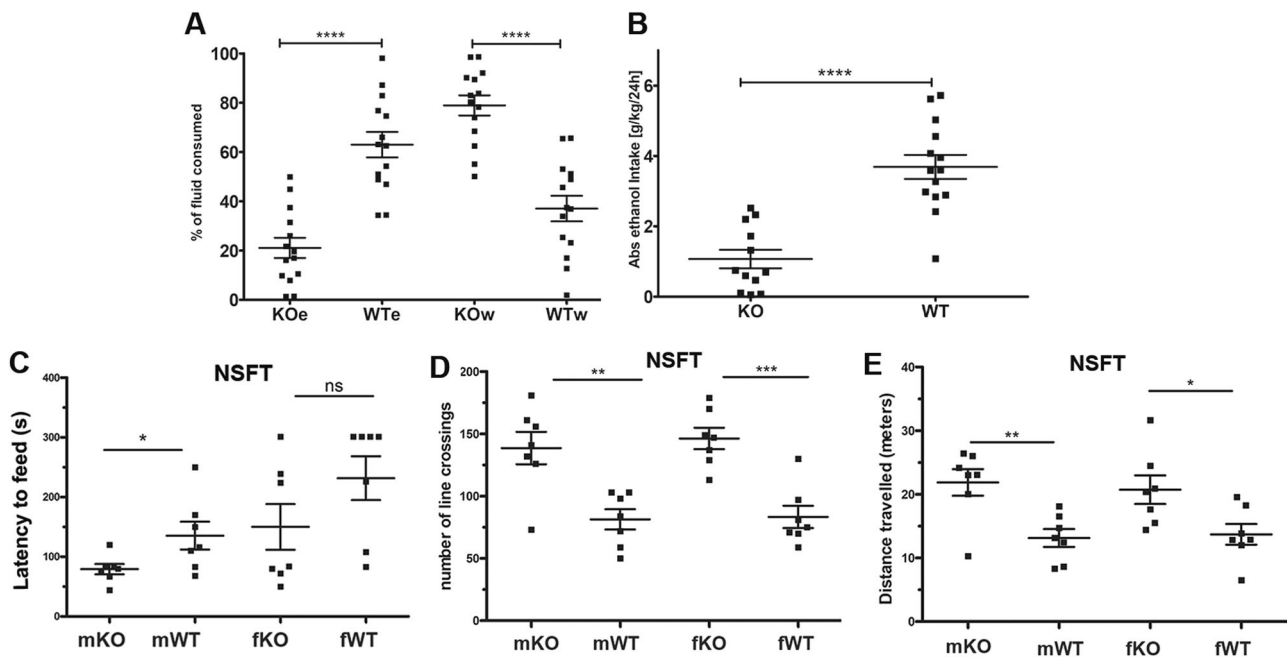 A
% of fluid consumed
100
80
60
40
20
0
****
****
KOe
WTe
KOw
WTw
B
Abs ethanol Intake [g/kg/24h]
6
4
2
0
****
KO
WT
C
NSFT
Latency to feed (s)
400
300
200
100
0
*
ns
mKO
mWT
fKO
fWT
D
NSFT
number of line crossings
200
150
100
50
0
**
***
mKO
mWT
fKO
fWT
E
NSFT
Distance travelled (meters)
40
30
20
10
0
**
*
mKO
mWT
fKO
fWT